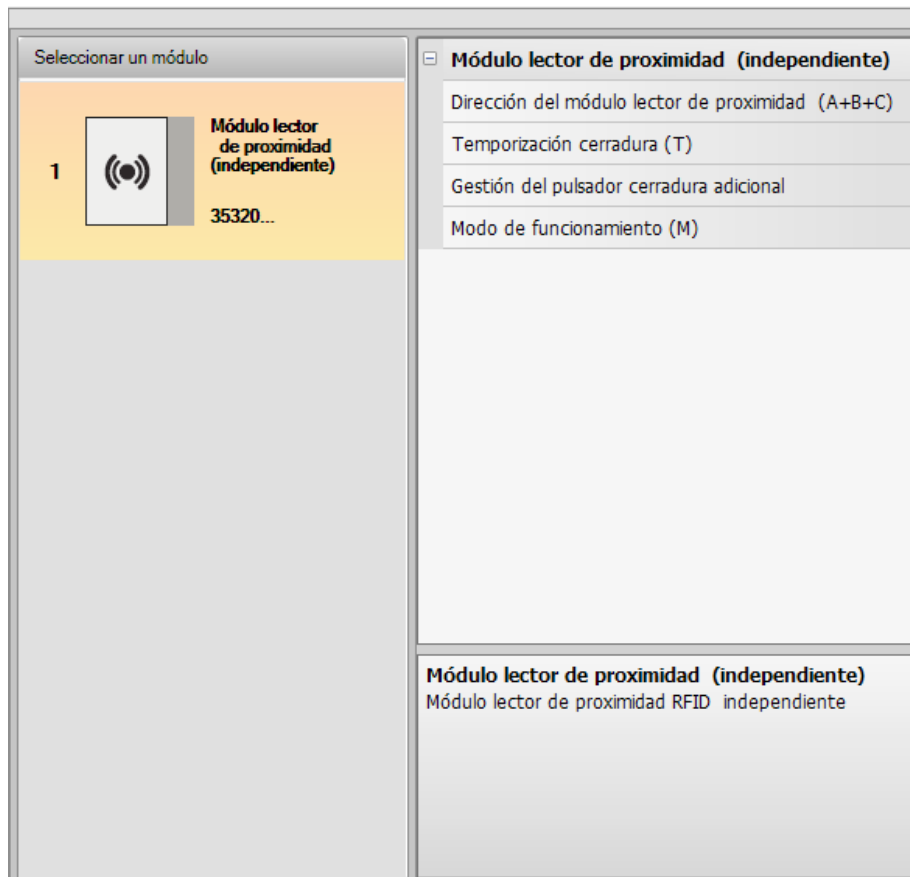 Seleccionar un módulo
1
Módulo lector
de proximidad
(independiente)
35320...
Módulo lector de proximidad (independiente)
Dirección del módulo lector de proximidad (A+B+C)
Temporización cerradura (T)
Gestión del pulsador cerradura adicional
Modo de funcionamiento (M)
Módulo lector de proximidad (independiente)
Módulo lector de proximidad RFID independiente